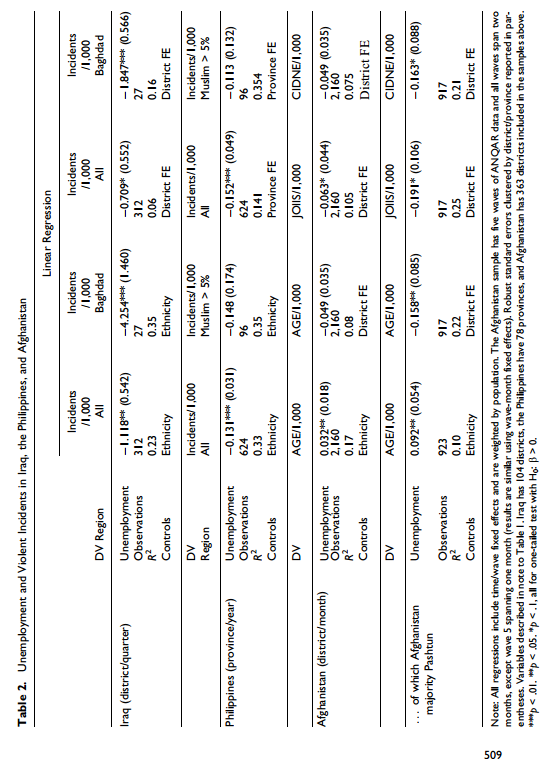 Table 2. Unemployment and Violent Incidents in Iraq, the Philippines, and Afghanistan
Linear Regression
Incidents /1,000 Incidents /1,000 Incidents /1,000 Incidents /1,000
DV Region All Baghdad All Baghdad
Iraq (district/quarter) Unemployment −1.118** (0.542) −4.254*** (1.460) −0.709* (0.552) −1.847*** (0.566)
Observations 312 27 312 27
R² 0.23 0.35 0.06 0.16
Controls Ethnicity Ethnicity District FE District FE
DV Incidents/1,000 Incidents/1,000 Incidents/1,000 Incidents/1,000
Region All Muslim > 5% All Muslim > 5%
Philippines (province/year) Unemployment −0.131*** (0.031) −0.148 (0.174) −0.152*** (0.049) −0.113 (0.132)
Observations 624 96 624 96
R² 0.33 0.35 0.141 0.354
Controls Ethnicity Ethnicity Province FE Province FE
DV AGE/1,000 AGE/1,000 JOIIS/1,000 CIDNE/1,000
Afghanistan (district/month) Unemployment 0.032** (0.018) −0.049 (0.035) −0.063* (0.044) −0.049 (0.035)
Observations 2,160 2,160 2,160 2,160
R² 0.17 0.08 0.105 0.075
Controls Ethnicity District FE District FE District FE
DV AGE/1,000 AGE/1,000 JOIIS/1,000 CIDNE/1,000
. . . of which Afghanistan Unemployment 0.092** (0.054) −0.158** (0.085) −0.191* (0.106) −0.163* (0.088)
majority Pashtun
Observations 923 917 917 917
R² 0.10 0.22 0.25 0.21
Controls Ethnicity District FE District FE District FE
Note: All regressions include time/wave fixed effects and are weighted by population. The Afghanistan sample has five waves of ANQAR data and all waves span two
months, except wave 5 spanning one month (results are similar using wave-month fixed effects). Robust standard errors clustered by district/province reported in par-
entheses. Variables described in note to Table 1. Iraq has 104 districts, the Philippines have 78 provinces, and Afghanistan has 363 districts included in the samples above.
***p < .01. **p < .05. *p < .1, all for one-tailed test with H₀: β > 0.
509